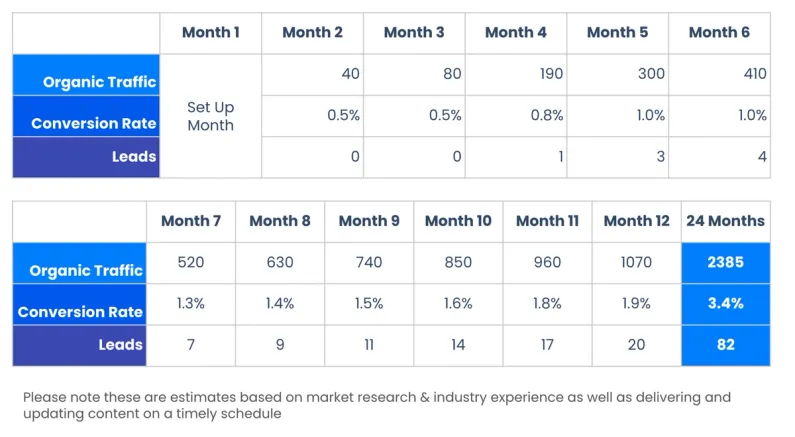 Month 1 Month 2 Month 3 Month 4 Month 5 Month 6
Organic Traffic 40 80 190 300 410
Set Up
Month
Conversion Rate 0.5% 0.5% 0.8% 1.0% 1.0%
Leads 0 0 1 3 4
Month 7 Month 8 Month 9 Month 10 Month 11 Month 12 24 Months
Organic Traffic 520 630 740 850 960 1070 2385
Conversion Rate 1.3% 1.4% 1.5% 1.6% 1.8% 1.9% 3.4%
Leads 7 9 11 14 17 20 82
Please note these are estimates based on market research & industry experience as well as delivering and
updating content on a timely schedule